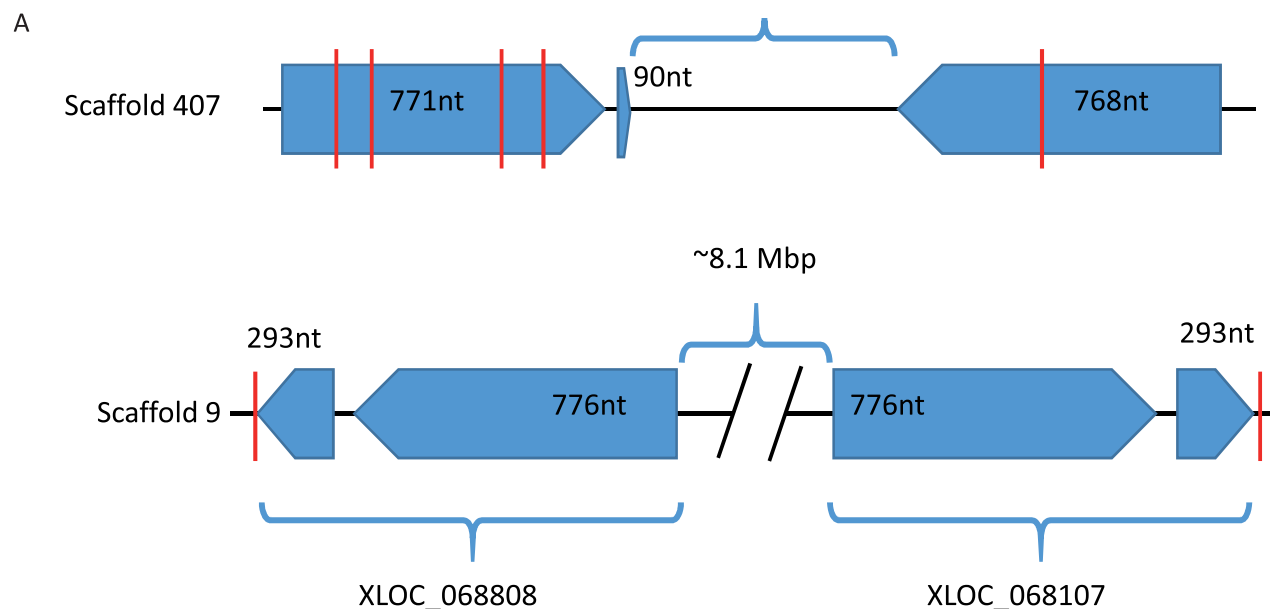 A
90nt
Scaffold 407
771nt
768nt
~8.1 Mbp
293nt
293nt
Scaffold 9
776nt
776nt
XLOC_068808
XLOC_068107